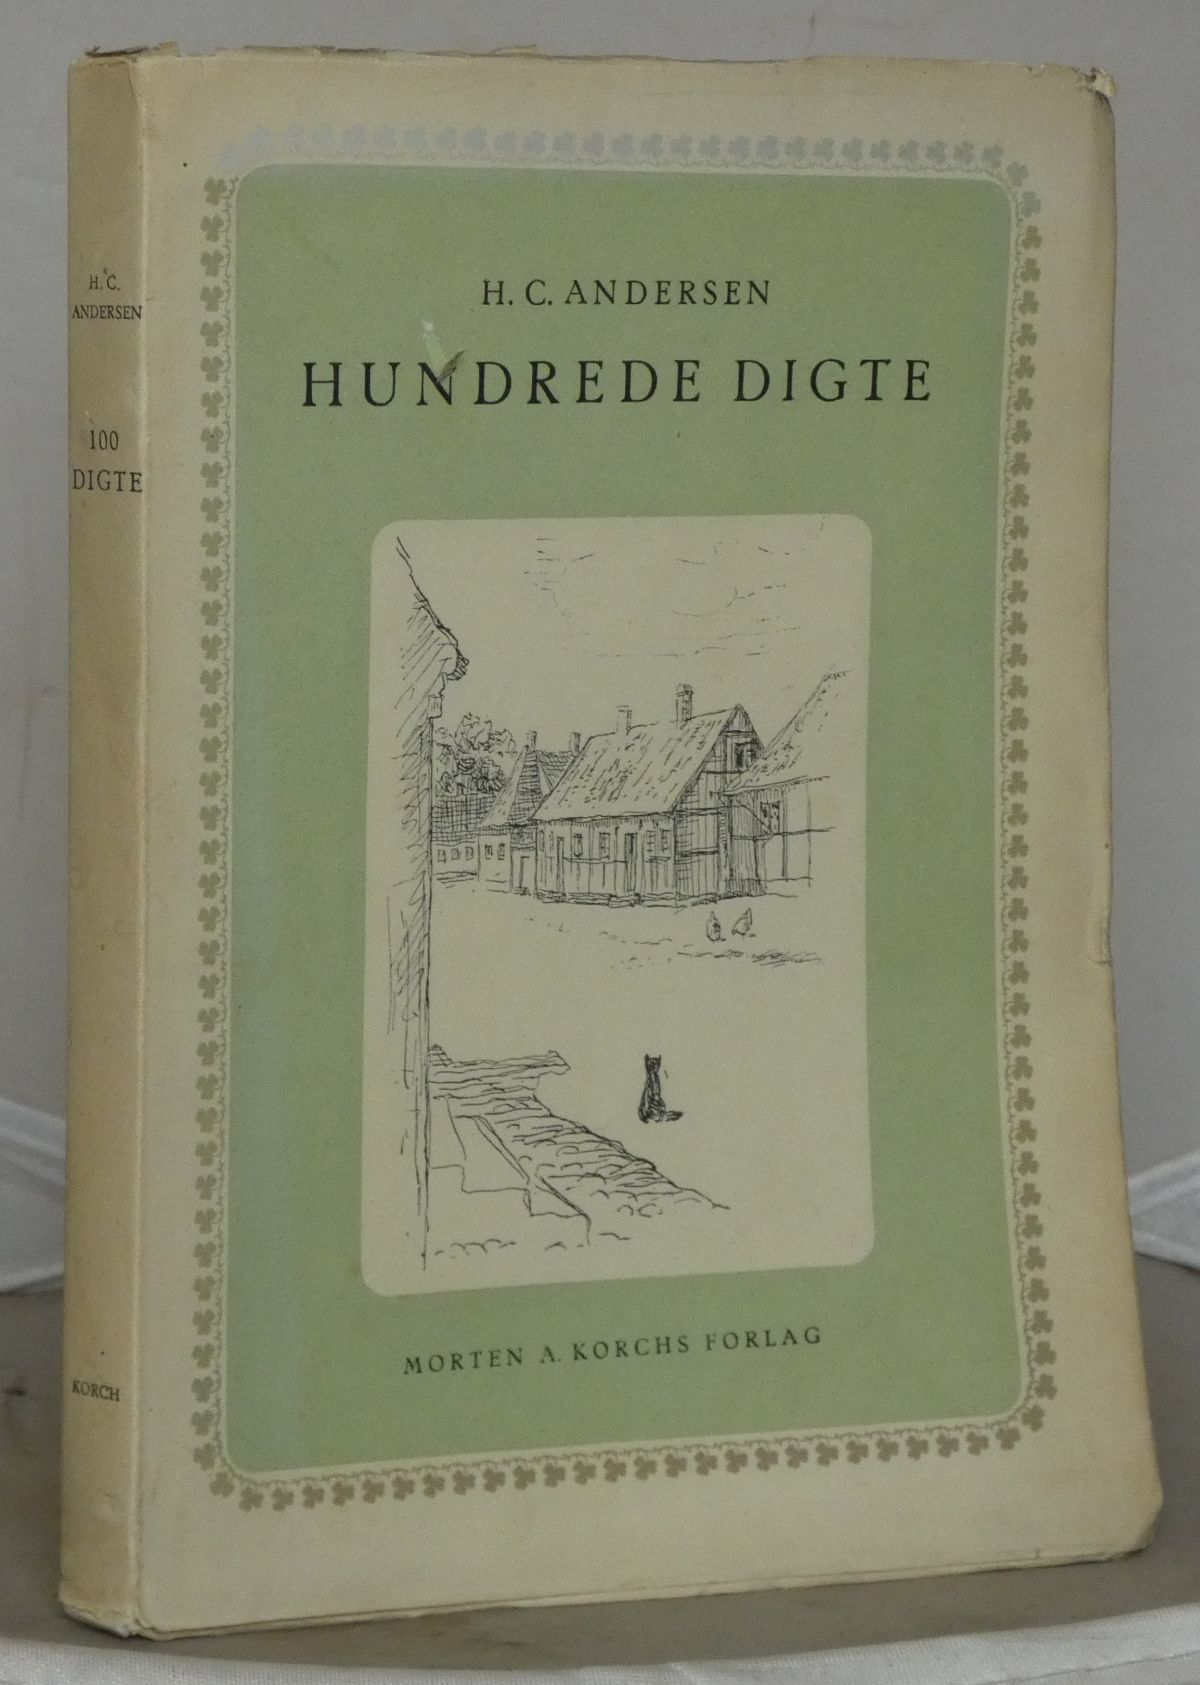 H. C.
ANDERSEN
100
DIGTE
KORCH
H. C. ANDERSEN
HUNDREDE DIGTE
MORTEN A. KORCHS FORLAG